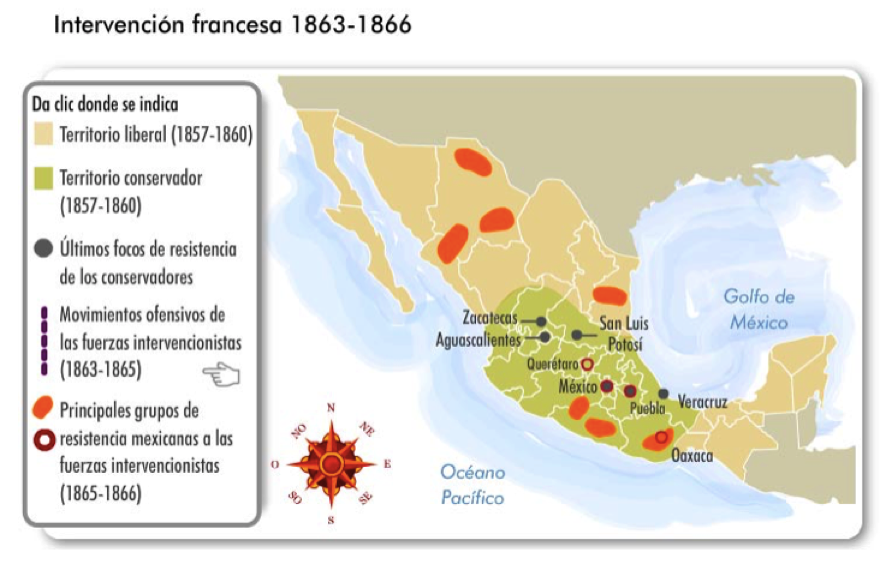 Intervención francesa 1863-1866
Da clic donde se indica
Territorio liberal (1857-1860)
Territorio conservador
(1857-1860)
Últimos focos de resistencia
de los conservadores
Movimientos ofensivos de
las fuerzas intervencionistas
(1863-1865)
Principales grupos de
resistencia mexicanas a las
fuerzas intervencionistas
(1865-1866)
Zacatecas
Aguascalientes
San Luis
Potosí
Querétaro
México
Puebla
Veracruz
Oaxaca
Golfo de
México
Océano
Pacífico
N
NO
NE
O
E
SO
SE
S